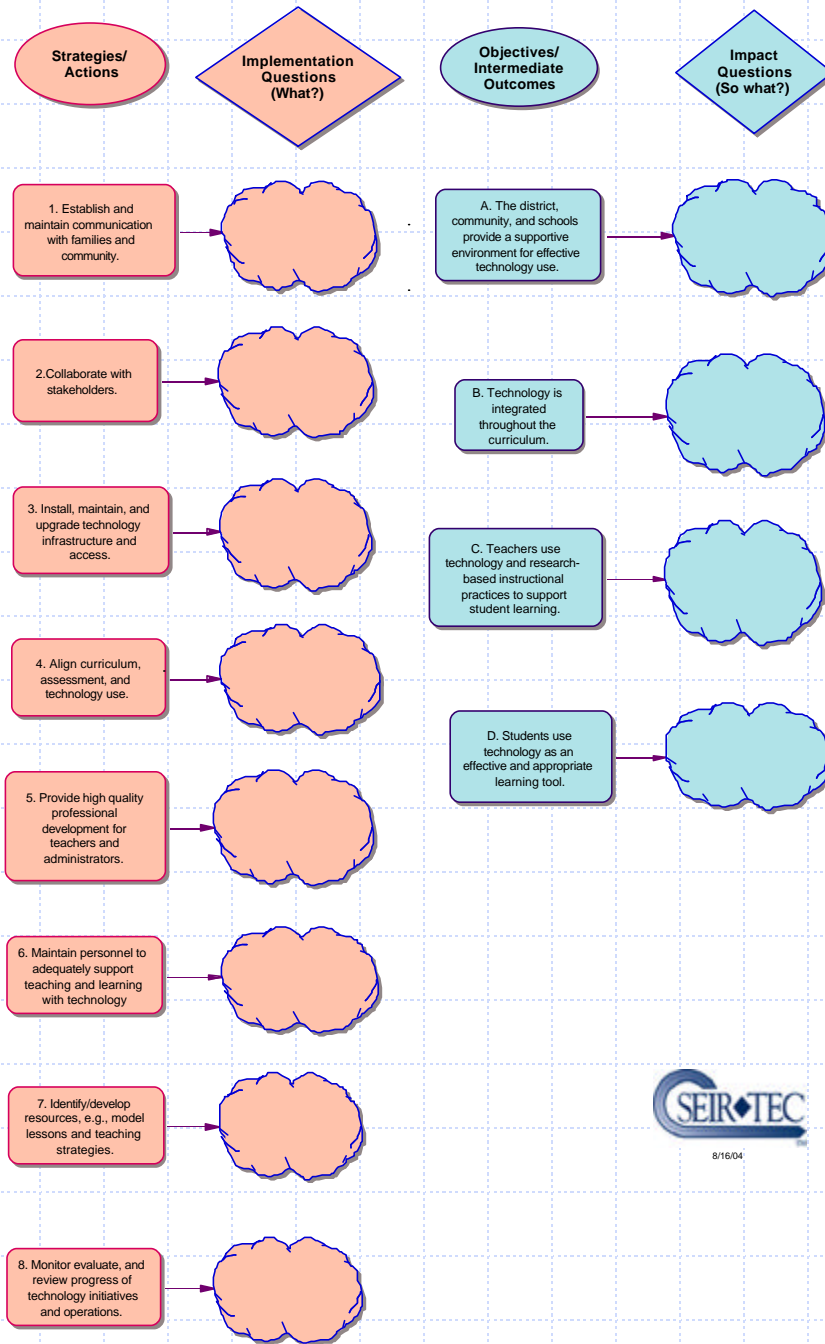 Strategies/
Actions
Implementation
Questions
(What?)
Objectives/
Intermediate
Outcomes
Impact
Questions
(So what?)
1. Establish and
maintain communication
with families and
community.
A. The district,
community, and schools
provide a supportive
environment for effective
technology use.
2.Collaborate with
stakeholders.
B. Technology is
integrated
throughout the
curriculum.
3. Install, maintain, and
upgrade technology
infrastructure and
access.
C. Teachers use
technology and research-
based instructional
practices to support
student learning.
4. Align curriculum,
assessment, and
technology use.
D. Students use
technology as an
effective and appropriate
learning tool.
5. Provide high quality
professional
development for
teachers and
administrators.
6. Maintain personnel to
adequately support
teaching and learning
with technology
7. Identify/develop
resources, e.g., model
lessons and teaching
strategies.
SEIR♦TEC
TM
8/16/04
8. Monitor evaluate, and
review progress of
technology initiatives
and operations.